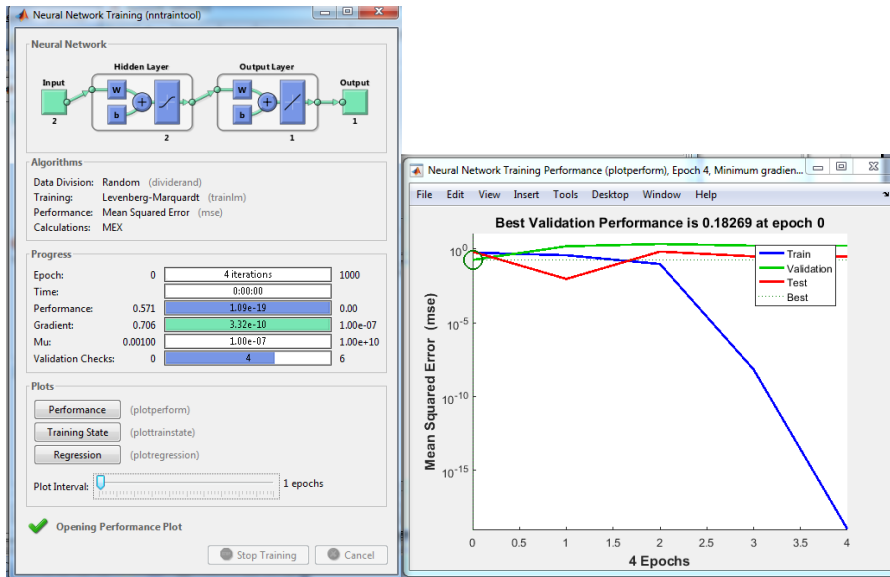 Neural Network Training (nntraintool)
Neural Network
Hidden Layer
Output Layer
Input
Output
W
W
+
+
b
b
2
1
2
1
Algorithms
Data Division: Random (dividerand)
Training: Levenberg-Marquardt (trainlm)
Performance: Mean Squared Error (mse)
Calculations: MEX
Progress
Epoch: 0 4 iterations 1000
Time: 0:00:00
Performance: 0.571 1.09e-19 0.00
Gradient: 0.706 3.32e-10 1.00e-07
Mu: 0.00100 1.00e-07 1.00e+10
Validation Checks: 0 4 6
Plots
Performance (plotperform)
Training State (plottrainstate)
Regression (plotregression)
Plot Interval: 1 epochs
Opening Performance Plot
Stop Training Cancel
Neural Network Training Performance (plotperform), Epoch 4, Minimum gradien...
File Edit View Insert Tools Desktop Window Help
Best Validation Performance is 0.18269 at epoch 0
Mean Squared Error (mse)
10^0
10^-5
10^-10
10^-15
Train
Validation
Test
Best
0 0.5 1 1.5 2 2.5 3 3.5 4
4 Epochs